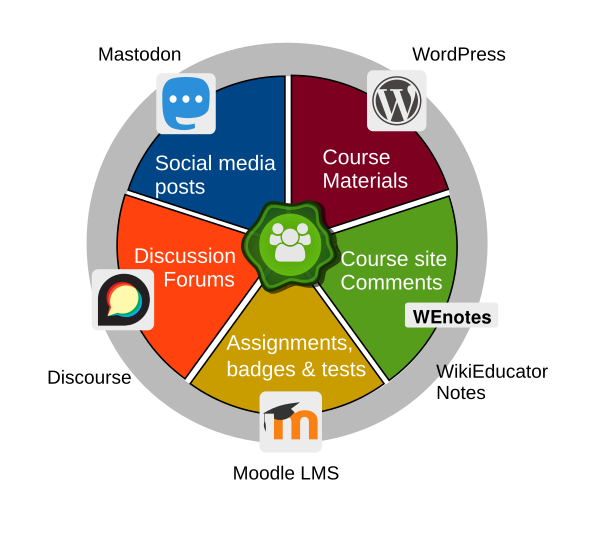 Mastodon
WordPress
Social media
posts
Course
Materials
Discussion
Forums
Course site
Comments
WEnotes
Assignments,
badges & tests
Discourse
WikiEducator
Notes
Moodle LMS